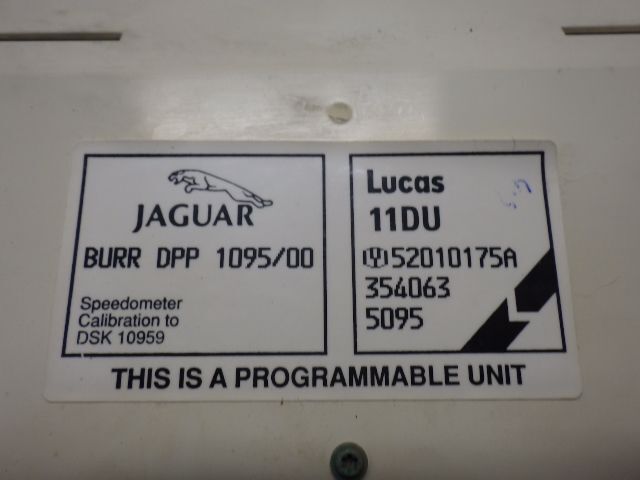 JAGUAR
BURR DPP 1095/00
Speedometer
Calibration to
DSK 10959
Lucas
11DU
52010175A
354063
5095
THIS IS A PROGRAMMABLE UNIT